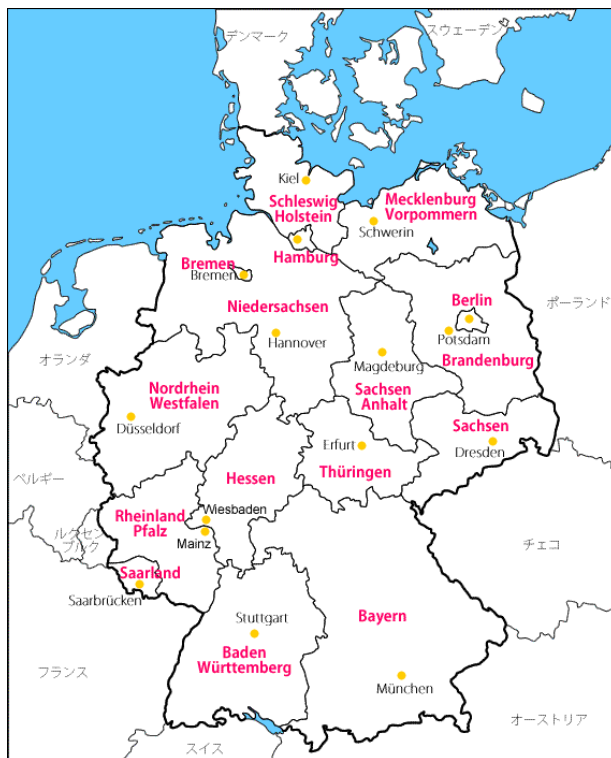 デンマーク
スウェーデン
Kiel
Schleswig
Holstein
Mecklenburg
Vorpommern
Schwerin
Hamburg
Bremen
Bremen
Niedersachsen
Hannover
Berlin
Potsdam
Brandenburg
ポーランド
オランダ
Magdeburg
Sachsen
Anhalt
Nordrhein
Westfalen
Düsseldorf
Sachsen
Dresden
Erfurt
Thüringen
Hessen
ベルギー
Wiesbaden
Rheinland
Pfalz
Mainz
ルクセン
ブルク
チェコ
Saarland
Saarbrücken
Stuttgart
Bayern
Baden
Württemberg
フランス
München
オーストリア
スイス